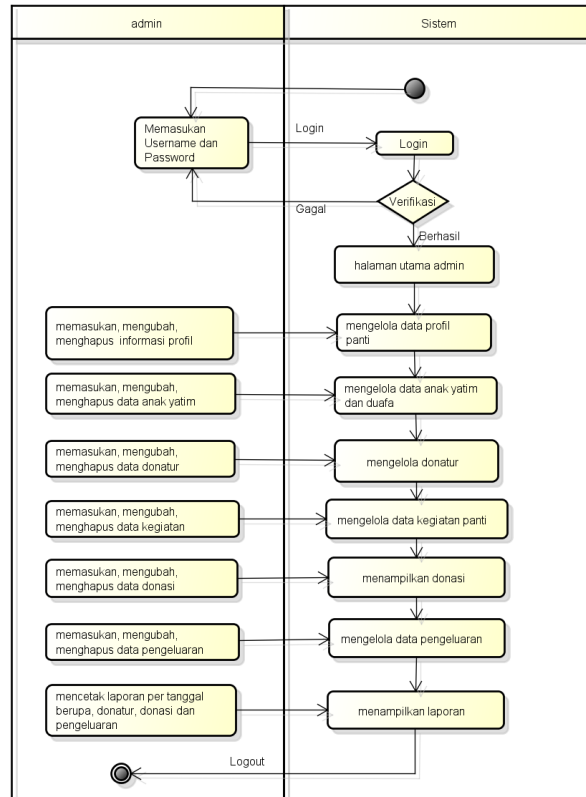 admin
Sistem
Memasukan
Username dan
Password
Login
Login
Verifikasi
Gagal
Berhasil
halaman utama admin
memasukan, mengubah,
menghapus informasi profil
mengelola data profil
panti
memasukan, mengubah,
menghapus data anak yatim
mengelola data anak yatim
dan duafa
memasukan, mengubah,
menghapus data donatur
mengelola donatur
memasukan, mengubah,
menghapus data kegiatan
mengelola data kegiatan panti
memasukan, mengubah,
menghapus data donasi
menampilkan donasi
memasukan, mengubah,
menghapus data pengeluaran
mengelola data pengeluaran
mencetak laporan per tanggal
berupa, donatur, donasi dan
pengeluaran
menampilkan laporan
Logout